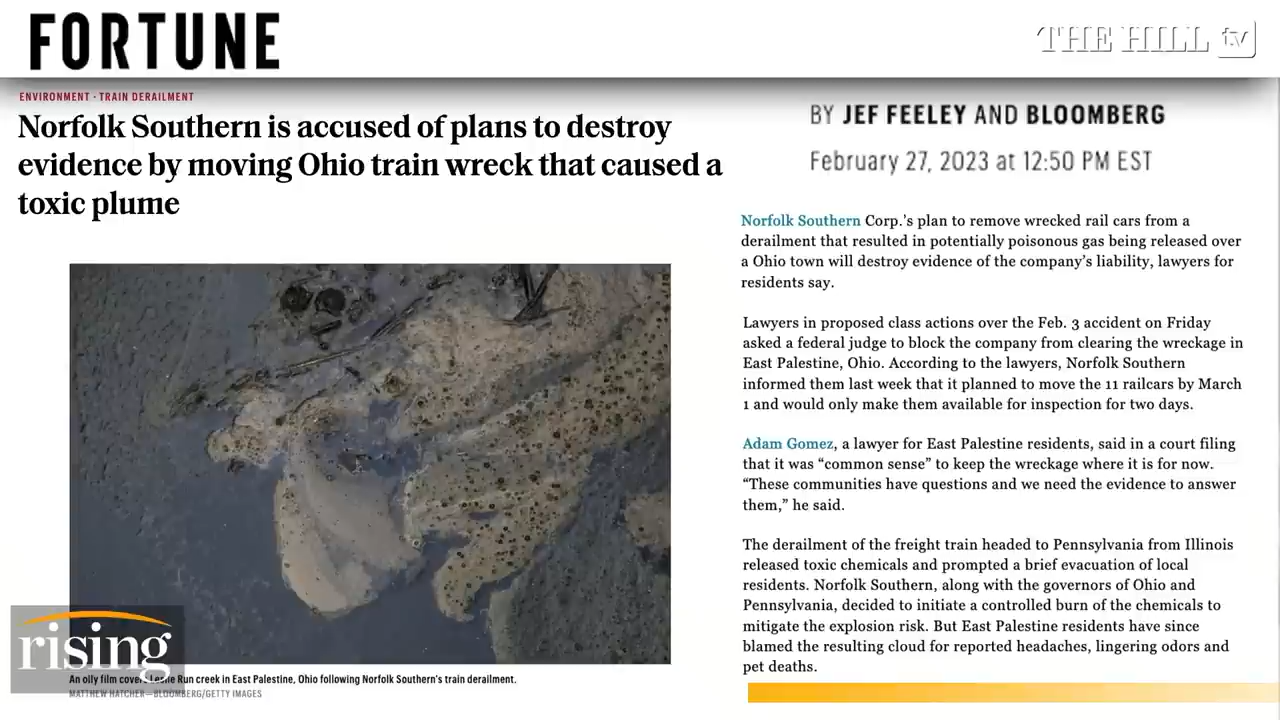 FORTUNE
THE HILL tv
ENVIRONMENT · TRAIN DERAILMENT
Norfolk Southern is accused of plans to destroy
evidence by moving Ohio train wreck that caused a
toxic plume
BY JEF FEELEY AND BLOOMBERG
February 27, 2023 at 12:50 PM EST
Norfolk Southern Corp.'s plan to remove wrecked rail cars from a
derailment that resulted in potentially poisonous gas being released over
a Ohio town will destroy evidence of the company's liability, lawyers for
residents say.
Lawyers in proposed class actions over the Feb. 3 accident on Friday
asked a federal judge to block the company from clearing the wreckage in
East Palestine, Ohio. According to the lawyers, Norfolk Southern
informed them last week that it planned to move the 11 railcars by March
1 and would only make them available for inspection for two days.
Adam Gomez, a lawyer for East Palestine residents, said in a court filing
that it was “common sense” to keep the wreckage where it is for now.
“These communities have questions and we need the evidence to answer
them,” he said.
The derailment of the freight train headed to Pennsylvania from Illinois
released toxic chemicals and prompted a brief evacuation of local
residents. Norfolk Southern, along with the governors of Ohio and
Pennsylvania, decided to initiate a controlled burn of the chemicals to
mitigate the explosion risk. But East Palestine residents have since
blamed the resulting cloud for reported headaches, lingering odors and
pet deaths.
rising
An oily film covers Leslie Run creek in East Palestine, Ohio following Norfolk Southern's train derailment.
MATTHEW HATCHER—BLOOMBERG/GETTY IMAGES